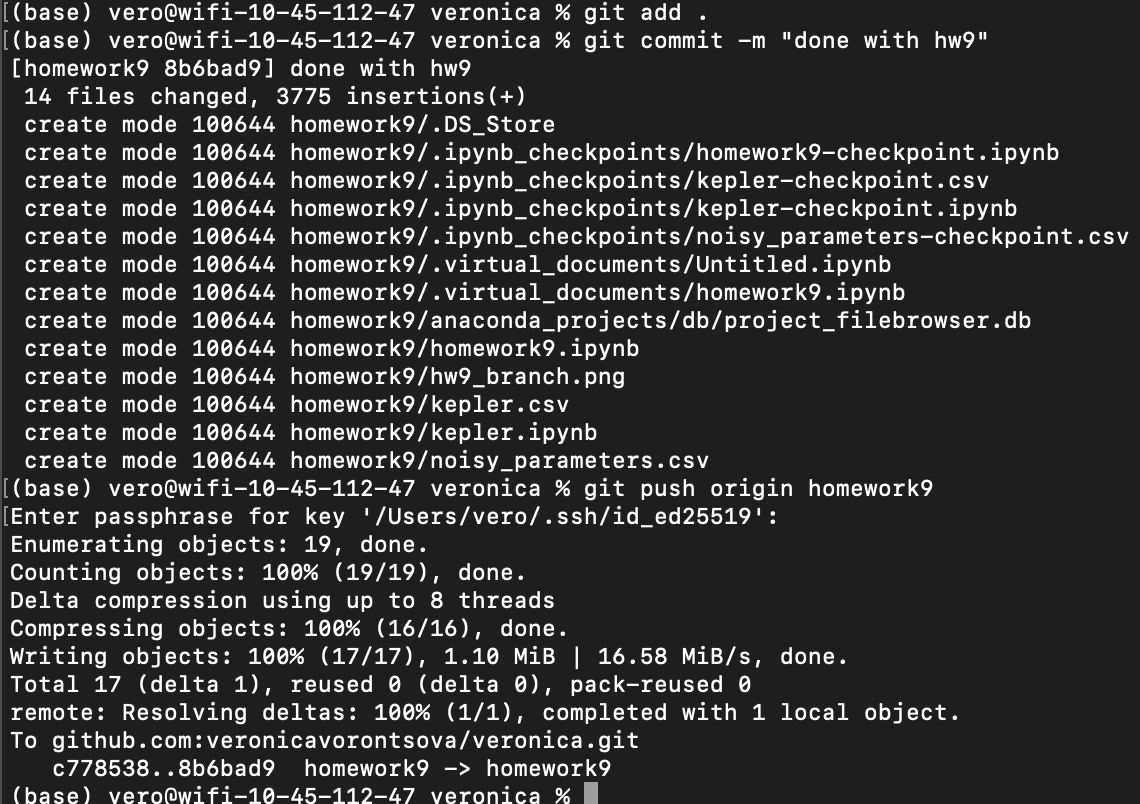 [(base) vero@wifi-10-45-112-47 veronica % git add .
[(base) vero@wifi-10-45-112-47 veronica % git commit -m "done with hw9"
[homework9 8b6bad9] done with hw9
 14 files changed, 3775 insertions(+)
 create mode 100644 homework9/.DS_Store
 create mode 100644 homework9/.ipynb_checkpoints/homework9-checkpoint.ipynb
 create mode 100644 homework9/.ipynb_checkpoints/kepler-checkpoint.csv
 create mode 100644 homework9/.ipynb_checkpoints/kepler-checkpoint.ipynb
 create mode 100644 homework9/.ipynb_checkpoints/noisy_parameters-checkpoint.csv
 create mode 100644 homework9/.virtual_documents/Untitled.ipynb
 create mode 100644 homework9/.virtual_documents/homework9.ipynb
 create mode 100644 homework9/anaconda_projects/db/project_filebrowser.db
 create mode 100644 homework9/homework9.ipynb
 create mode 100644 homework9/hw9_branch.png
 create mode 100644 homework9/kepler.csv
 create mode 100644 homework9/kepler.ipynb
 create mode 100644 homework9/noisy_parameters.csv
[(base) vero@wifi-10-45-112-47 veronica % git push origin homework9
[Enter passphrase for key '/Users/vero/.ssh/id_ed25519':
Enumerating objects: 19, done.
Counting objects: 100% (19/19), done.
Delta compression using up to 8 threads
Compressing objects: 100% (16/16), done.
Writing objects: 100% (17/17), 1.10 MiB | 16.58 MiB/s, done.
Total 17 (delta 1), reused 0 (delta 0), pack-reused 0
remote: Resolving deltas: 100% (1/1), completed with 1 local object.
To github.com:veronicavorontsova/veronica.git
   c778538..8b6bad9  homework9 -> homework9
(base) vero@wifi-10-45-112-47 veronica %